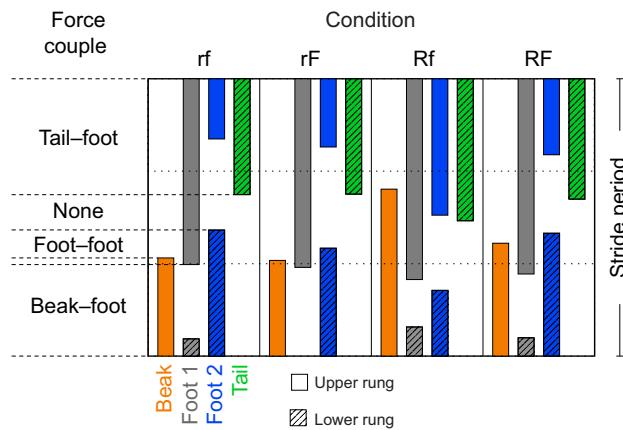 Force couple
Condition
rf rF Rf RF
Tail–foot
None
Foot–foot
Beak–foot
Stride period
Beak
Foot 1
Foot 2
Tail
Upper rung
Lower rung